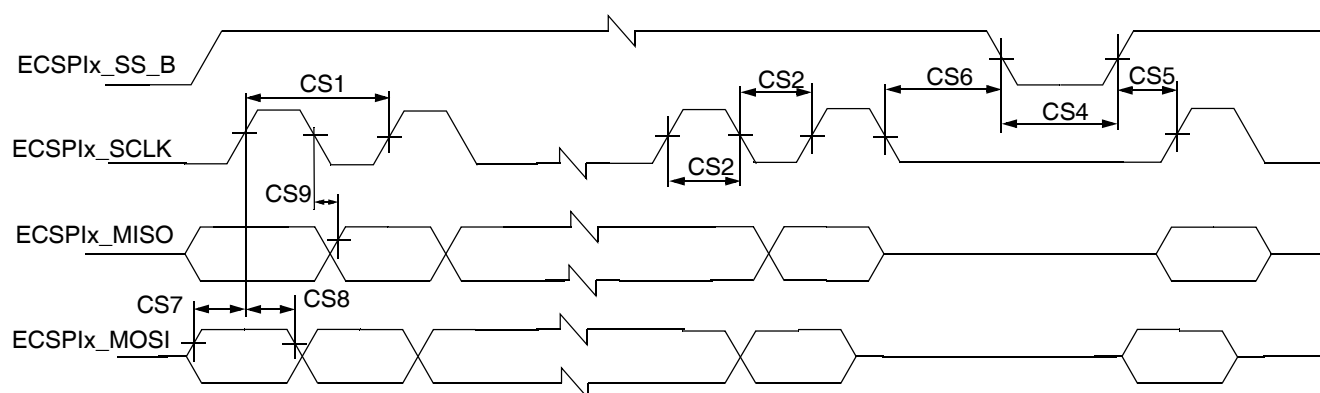 ECSPIx_SS_B
CS1
CS2
CS6
CS5
CS4
ECSPIx_SCLK
CS2
CS9
ECSPIx_MISO
CS7
CS8
ECSPIx_MOSI